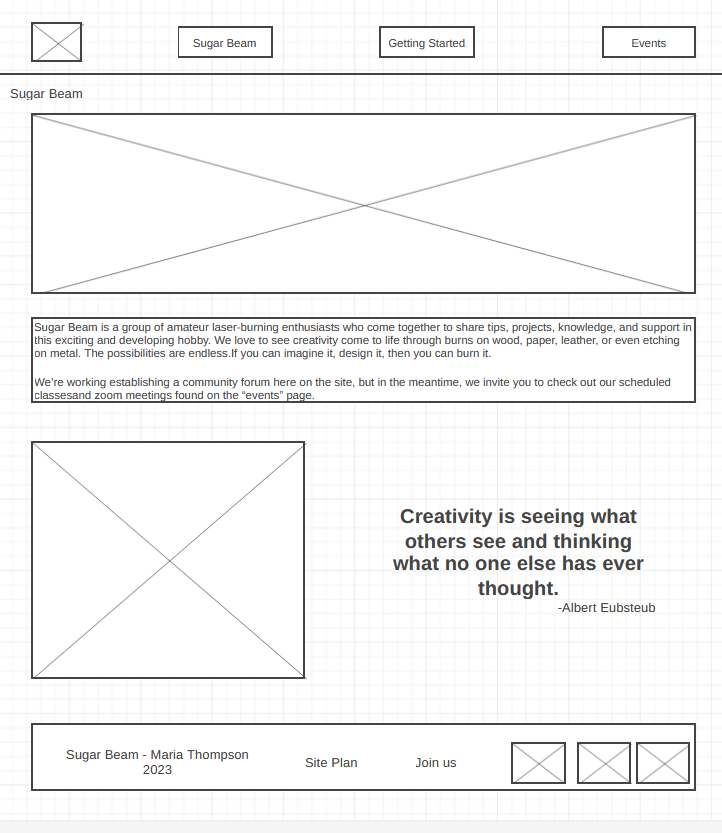 Sugar Beam
Getting Started
Events
Sugar Beam
Sugar Beam is a group of amateur laser-burning enthusiasts who come together to share tips, projects, knowledge, and support in
this exciting and developing hobby. We love to see creativity come to life through burns on wood, paper, leather, or even etching
on metal. The possibilities are endless.If you can imagine it, design it, then you can burn it.
We're working establishing a community forum here on the site, but in the meantime, we invite you to check out our scheduled
classesand zoom meetings found on the “events” page.
Creativity is seeing what
others see and thinking
what no one else has ever
thought.
-Albert Eubsteub
Sugar Beam - Maria Thompson
2023
Site Plan
Join us